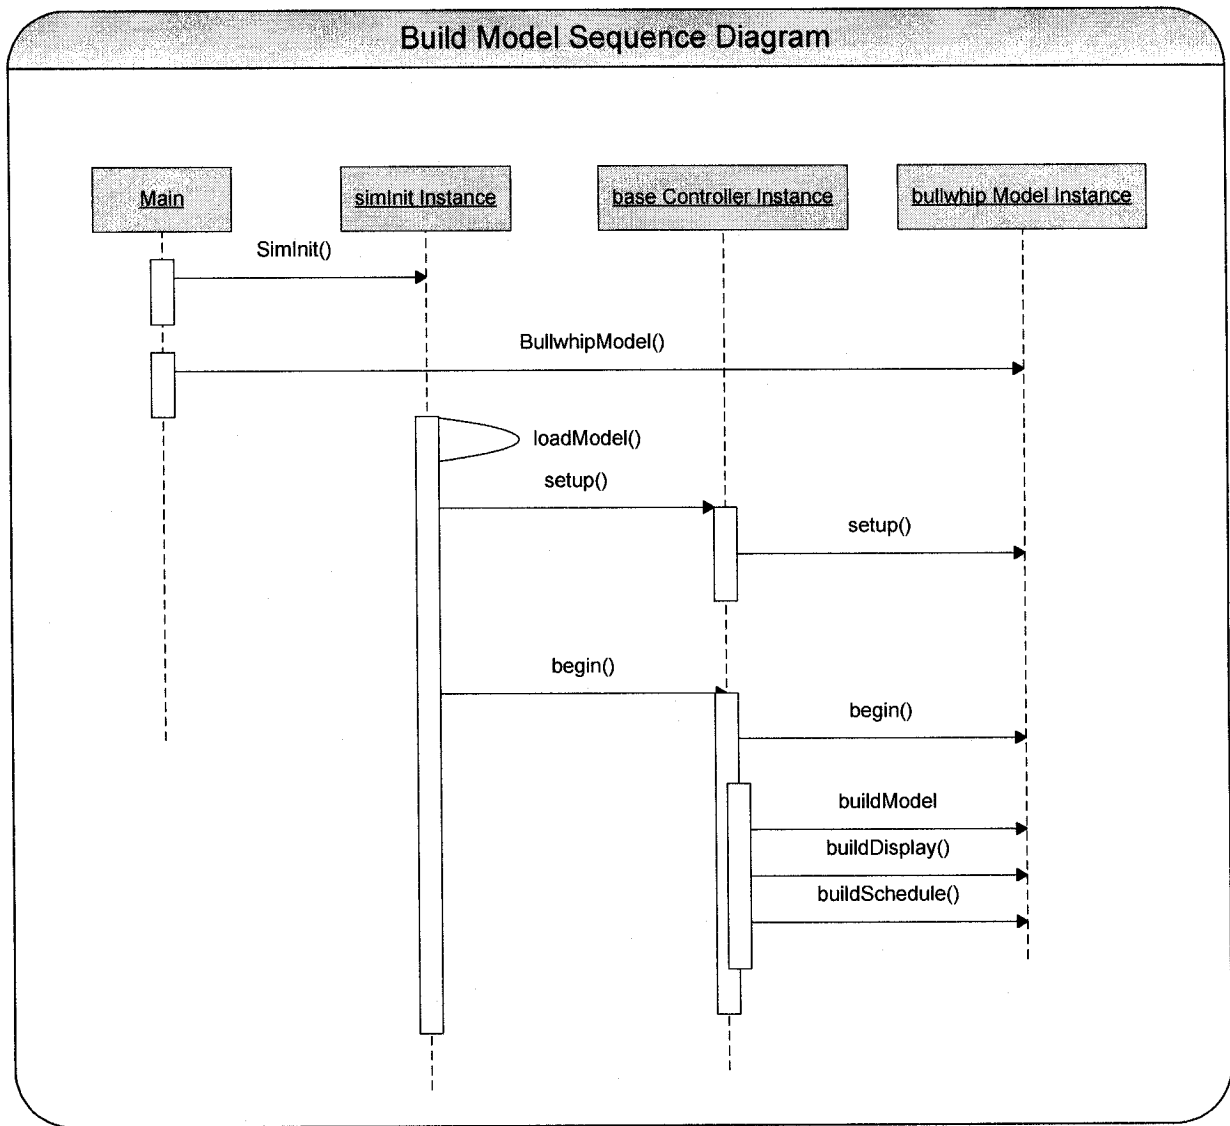 Build Model Sequence Diagram
Main
simInit Instance
base Controller Instance
bullwhip Model Instance
SimInit()
BullwhipModel()
loadModel()
setup()
setup()
begin()
begin()
buildModel
buildDisplay()
buildSchedule()